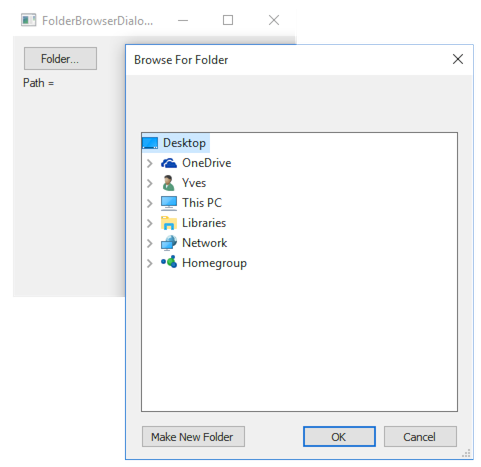 FolderBrowserDialo...
Folder...
Path =
Browse For Folder
Desktop
OneDrive
Yves
This PC
Libraries
Network
Homegroup
Make New Folder
OK
Cancel